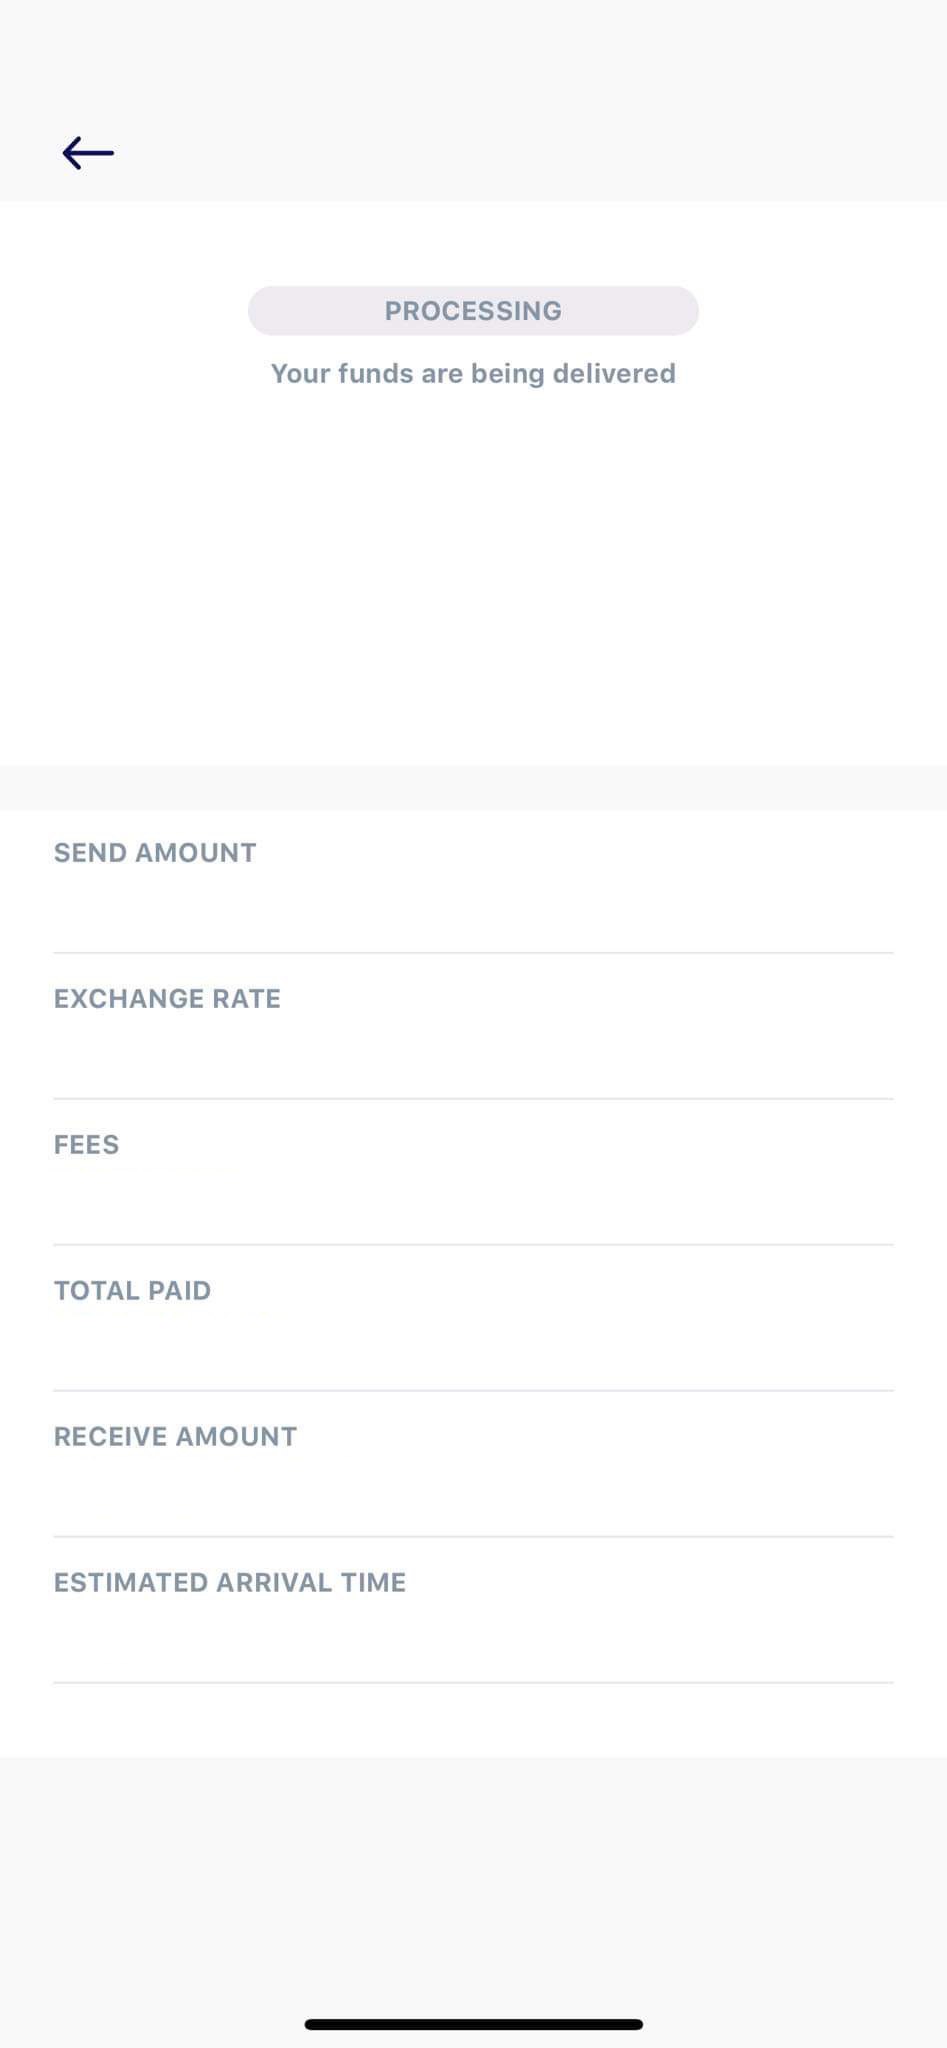 PROCESSING
Your funds are being delivered
SEND AMOUNT
EXCHANGE RATE
FEES
TOTAL PAID
RECEIVE AMOUNT
ESTIMATED ARRIVAL TIME